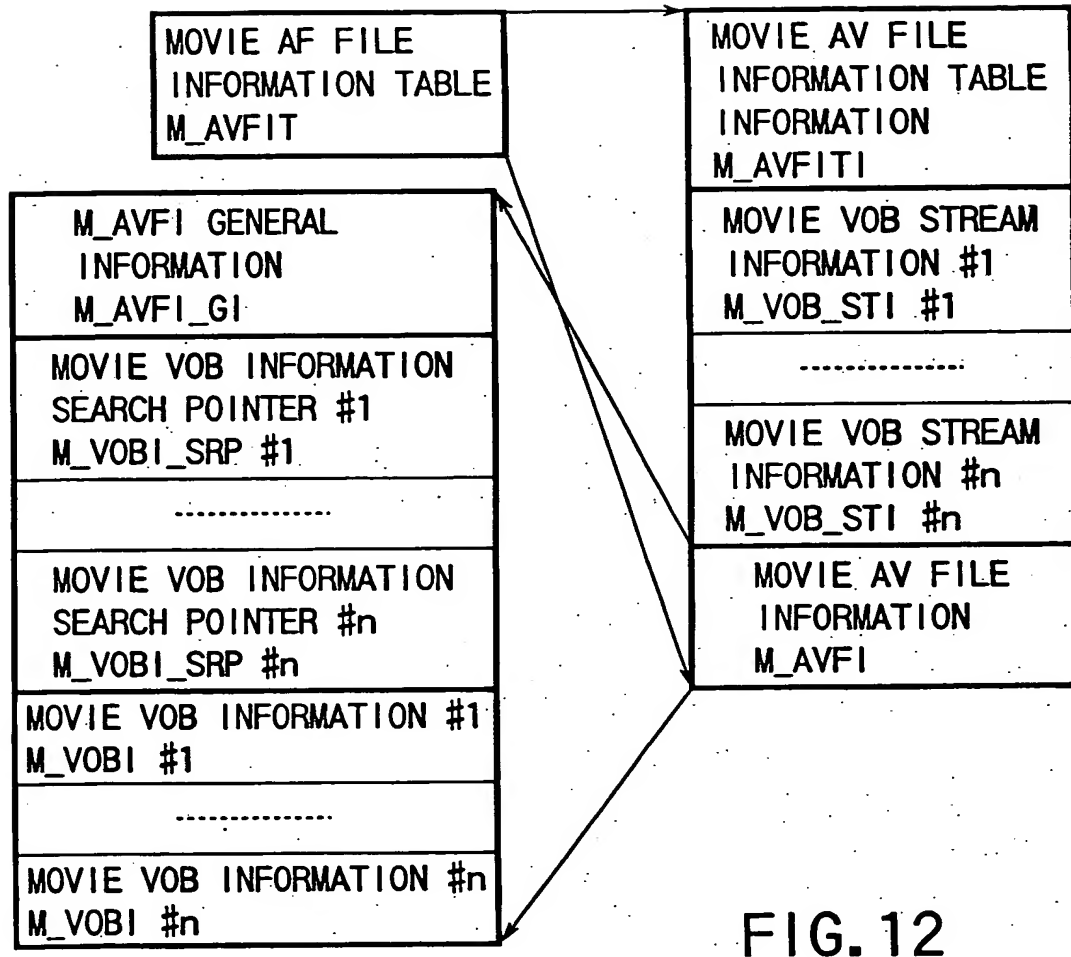 MOVIE AF FILE
INFORMATION TABLE
M_AVFIT
MOVIE AV FILE
INFORMATION TABLE
INFORMATION
M_AVFITI
MOVIE VOB STREAM
INFORMATION #1
M_VOB_STI #1
MOVIE VOB STREAM
INFORMATION #n
M_VOB_STI #n
MOVIE AV FILE
INFORMATION
M_AVFI
M_AVFI GENERAL
INFORMATION
M_AVFI_GI
MOVIE VOB INFORMATION
SEARCH POINTER #1
M_VOBI_SRP #1
MOVIE VOB INFORMATION
SEARCH POINTER #n
M_VOBI_SRP #n
MOVIE VOB INFORMATION #1
M_VOBI #1
MOVIE VOB INFORMATION #n
M_VOBI #n
FIG.12